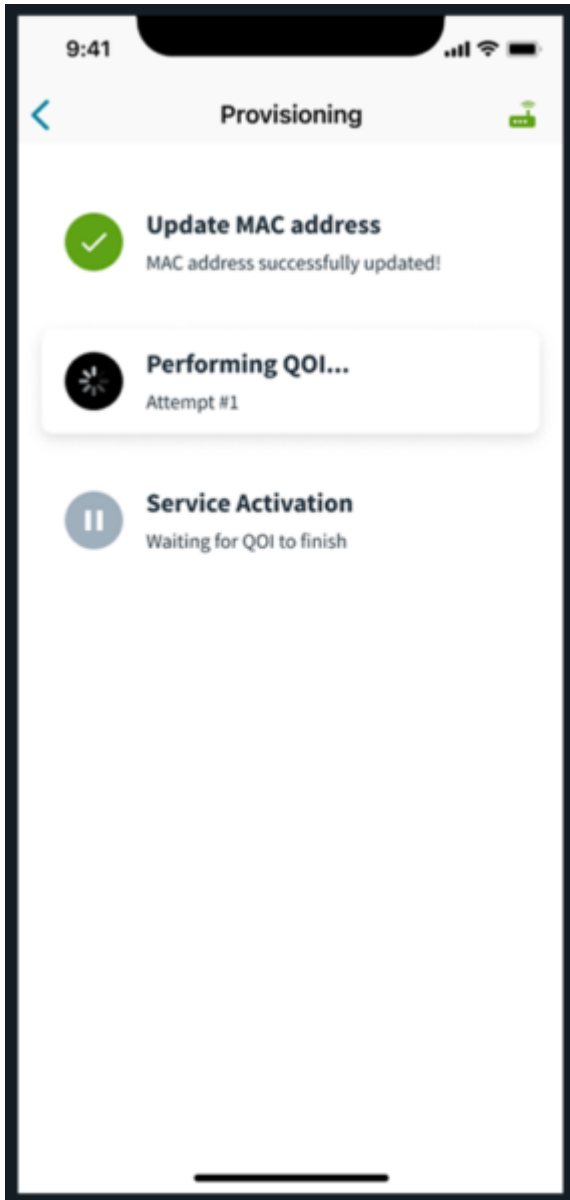 9:41
Provisioning
Update MAC address
MAC address successfully updated!
Performing QOI...
Attempt #1
Service Activation
Waiting for QOI to finish